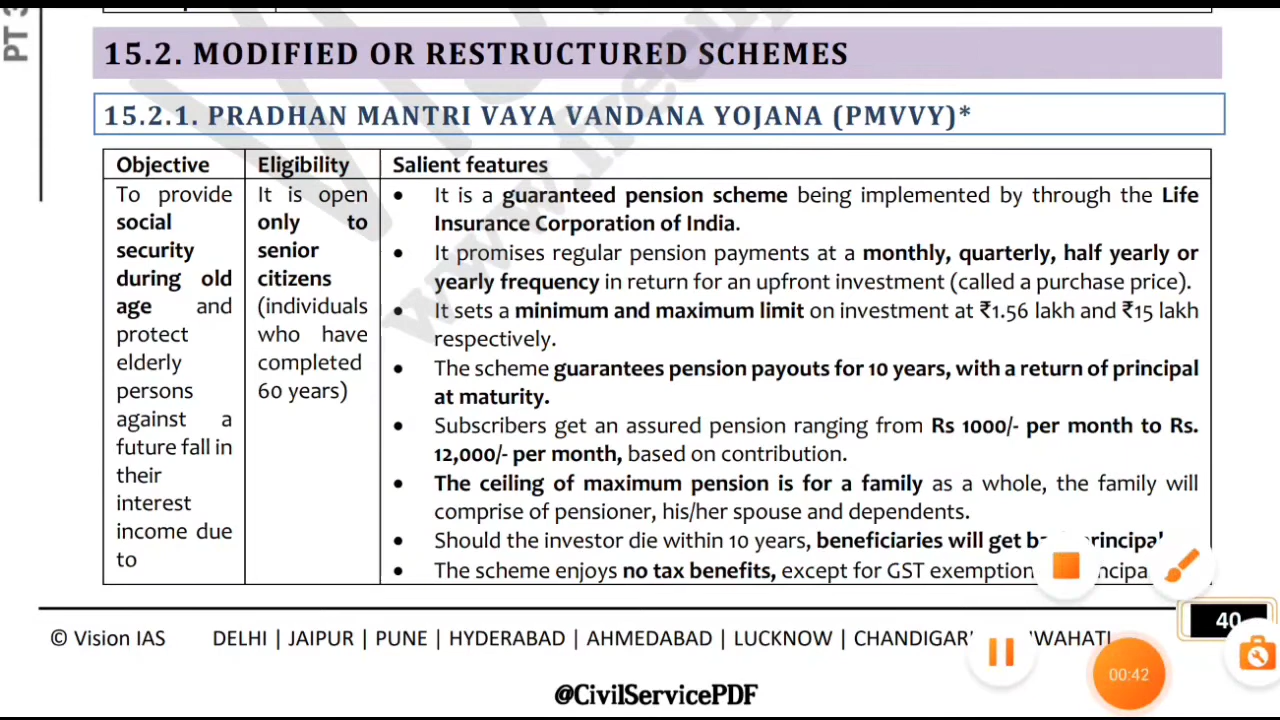 PT 3
15.2. MODIFIED OR RESTRUCTURED SCHEMES
15.2.1. PRADHAN MANTRI VAYA VANDANA YOJANA (PMVVY)*
Objective
To provide
social
security
during old
age and
protect
elderly
persons
against a
future fall in
their
interest
income due
to
Eligibility
It is open
only to
senior
citizens
(individuals
who have
completed
60 years)
Salient features
• It is a guaranteed pension scheme being implemented by through the Life
Insurance Corporation of India.
• It promises regular pension payments at a monthly, quarterly, half yearly or
yearly frequency in return for an upfront investment (called a purchase price).
• It sets a minimum and maximum limit on investment at ₹1.56 lakh and ₹15 lakh
respectively.
• The scheme guarantees pension payouts for 10 years, with a return of principal
at maturity.
• Subscribers get an assured pension ranging from Rs 1000/- per month to Rs.
12,000/- per month, based on contribution.
• The ceiling of maximum pension is for a family as a whole, the family will
comprise of pensioner, his/her spouse and dependents.
• Should the investor die within 10 years, beneficiaries will get
• The scheme enjoys no tax benefits, except for GST exemption
© Vision IAS DELHI | JAIPUR | PUNE | HYDERABAD | AHMEDABAD | LUCKNOW |
40
00:42
@CivilServicePDF